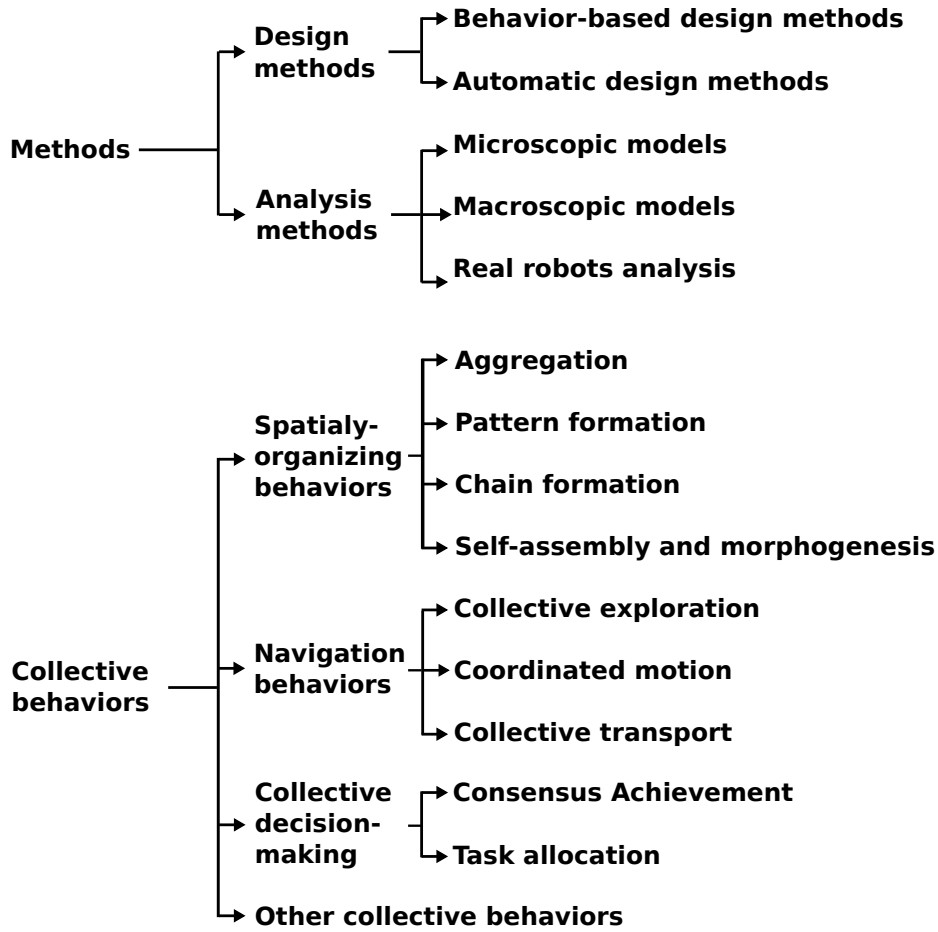 Methods
Design
methods
Behavior-based design methods
Automatic design methods
Analysis
methods
Microscopic models
Macroscopic models
Real robots analysis
Collective
behaviors
Spatialy-
organizing
behaviors
Aggregation
Pattern formation
Chain formation
Self-assembly and morphogenesis
Navigation
behaviors
Collective exploration
Coordinated motion
Collective transport
Collective
decision-
making
Consensus Achievement
Task allocation
Other collective behaviors